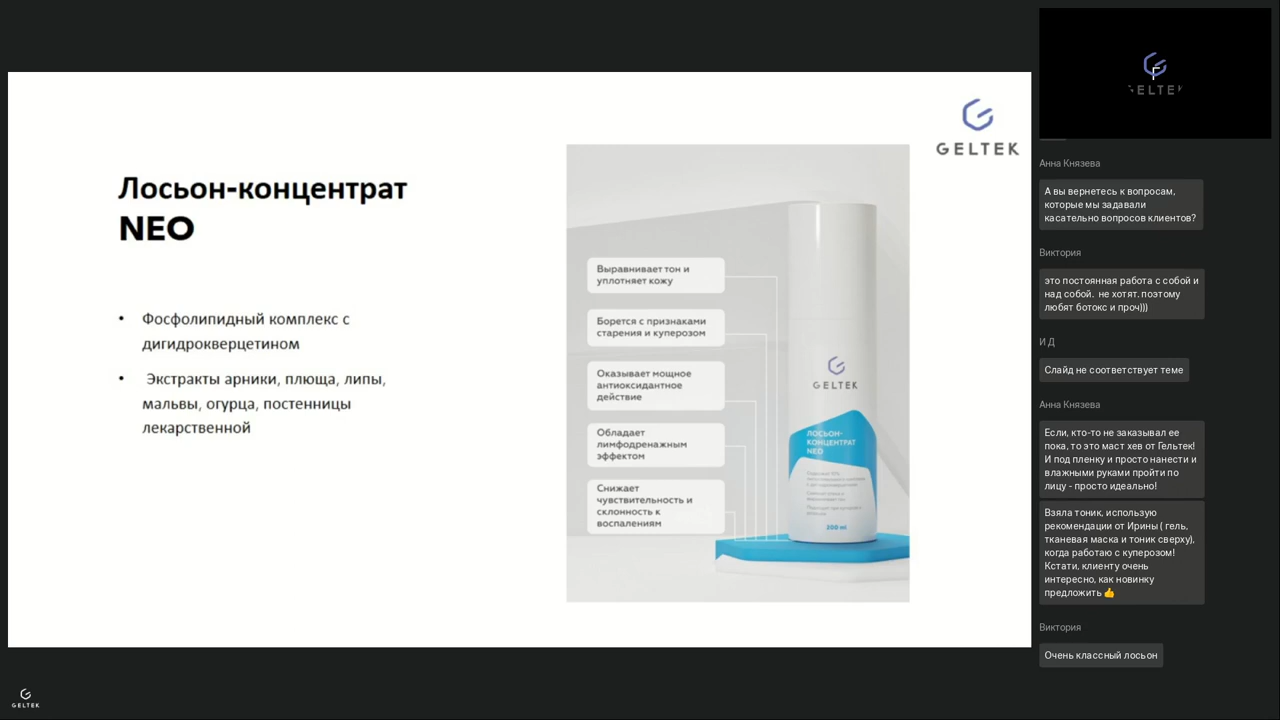 GELTEK
Лосьон-концентрат
NEO
• Фосфолипидный комплекс с
дигидрокверцетином
• Экстракты арники, плюща, липы,
мальвы, огурца, постенницы
лекарственной
Выравнивает тон и
уплотняет кожу
Борется с признаками
старения и куперозом
Оказывает мощное
антиоксидантное
действие
Обладает
лимфодренажным
эффектом
Снижает
чувствительность и
склонность к
воспалениям
GELTEK
ЛОСЬОН-
КОНЦЕНТРАТ
NEO
200 ml
GELTEK
Анна Князева
А вы вернетесь к вопросам,
которые мы задавали
касательно вопросов клиентов?
Виктория
это постоянная работа с собой и
над собой. не хотят. поэтому
любят ботокс и проч)))
И Д
Слайд не соответствует теме
Анна Князева
Если, кто-то не заказывал ее
пока, то это маст хев от Гельтек!
И под пленку и просто нанести и
влажными руками пройти по
лицу - просто идеально!
Взяла тоник, использую
рекомендации от Ирины ( гель,
тканевая маска и тоник сверху),
когда работаю с куперозом!
Кстати, клиенту очень
интересно, как новинку
предложить 👍
Виктория
Очень классный лосьон
GELTEK